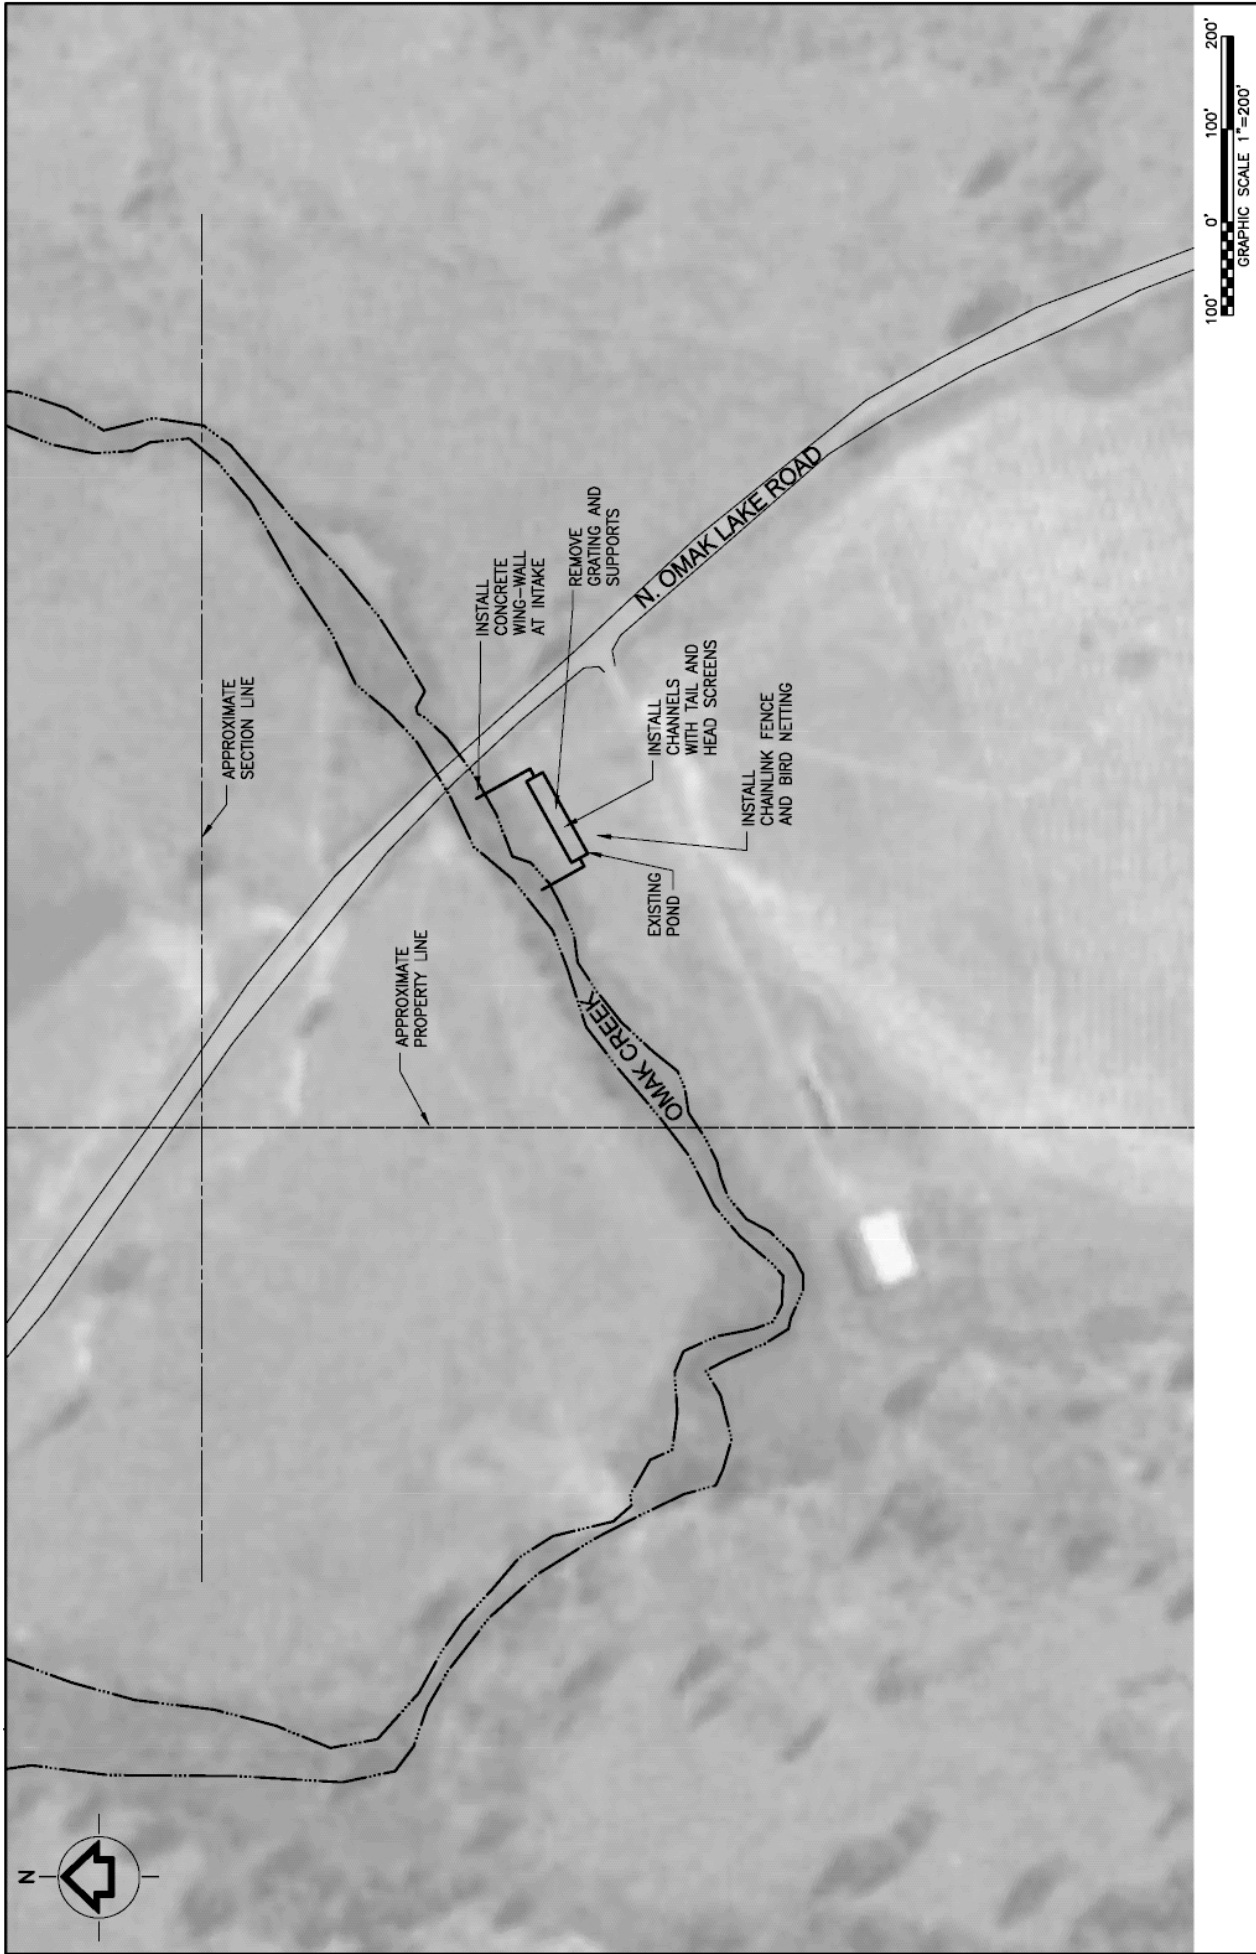 N
APPROXIMATE
SECTION LINE
APPROXIMATE
PROPERTY LINE
INSTALL
CONCRETE
WING-WALL
AT INTAKE
REMOVE
GRATING AND
SUPPORTS
N. OMAK LAKE ROAD
INSTALL
CHANNELS
WITH TAIL AND
HEAD SCREENS
INSTALL
CHAINLINK FENCE
AND BIRD NETTING
EXISTING
POND
OMAK CREEK
100' 0' 100' 200'
GRAPHIC SCALE 1"=200'